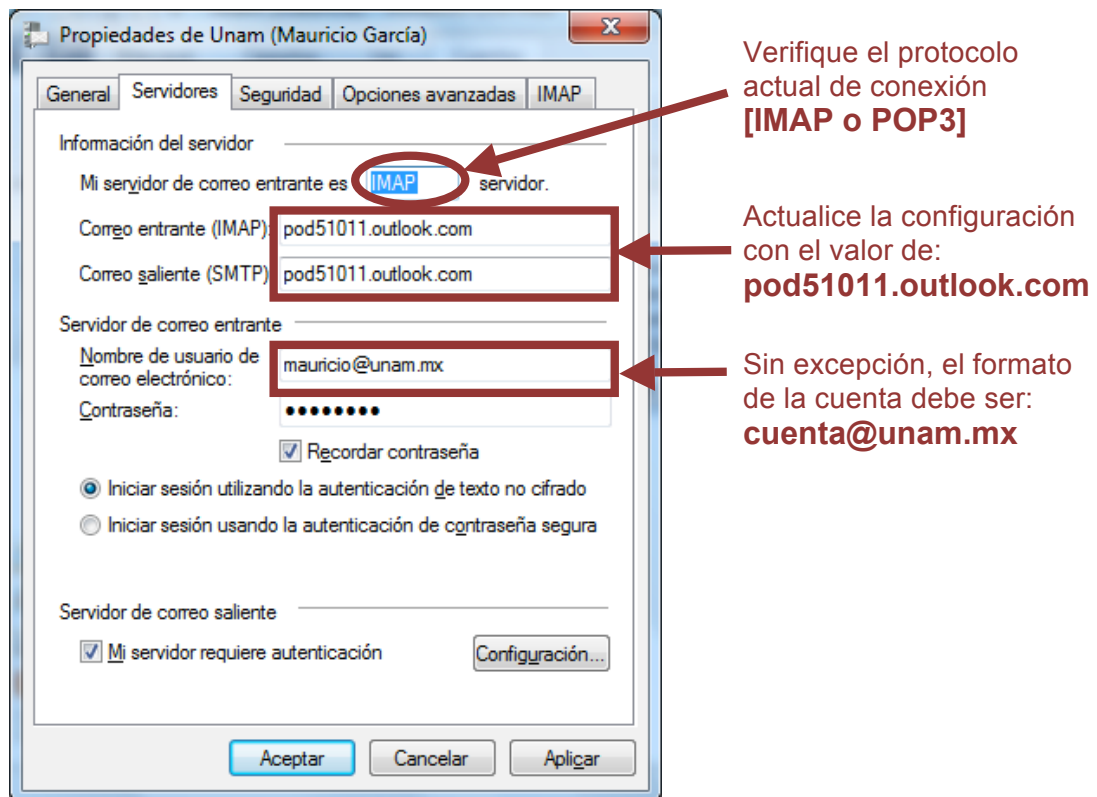 Propiedades de Unam (Mauricio García)
General Servidores Seguridad Opciones avanzadas IMAP
Información del servidor
Mi servidor de correo entrante es IMAP servidor.
Correo entrante (IMAP): pod51011.outlook.com
Correo saliente (SMTP) pod51011.outlook.com
Servidor de correo entrante
Nombre de usuario de
correo electrónico: mauricio@unam.mx
Contraseña: ●●●●●●●●
Recordar contraseña
Iniciar sesión utilizando la autenticación de texto no cifrado
Iniciar sesión usando la autenticación de contraseña segura
Servidor de correo saliente
Mi servidor requiere autenticación Configuración...
Aceptar Cancelar Aplicar
Verifique el protocolo
actual de conexión
[IMAP o POP3]
Actualice la configuración
con el valor de:
pod51011.outlook.com
Sin excepción, el formato
de la cuenta debe ser:
cuenta@unam.mx